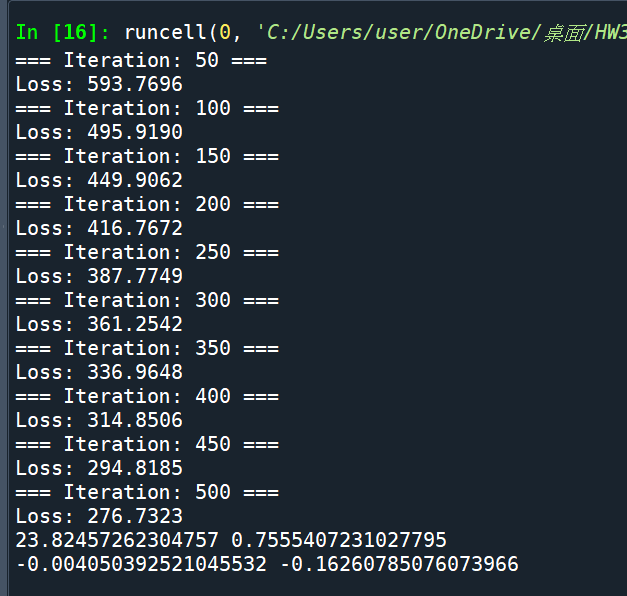 In [16]: runcell(0, 'C:/Users/user/OneDrive/桌面/HW3
=== Iteration: 50 ===
Loss: 593.7696
=== Iteration: 100 ===
Loss: 495.9190
=== Iteration: 150 ===
Loss: 449.9062
=== Iteration: 200 ===
Loss: 416.7672
=== Iteration: 250 ===
Loss: 387.7749
=== Iteration: 300 ===
Loss: 361.2542
=== Iteration: 350 ===
Loss: 336.9648
=== Iteration: 400 ===
Loss: 314.8506
=== Iteration: 450 ===
Loss: 294.8185
=== Iteration: 500 ===
Loss: 276.7323
23.82457262304757 0.7555407231027795
-0.004050392521045532 -0.16260785076073966